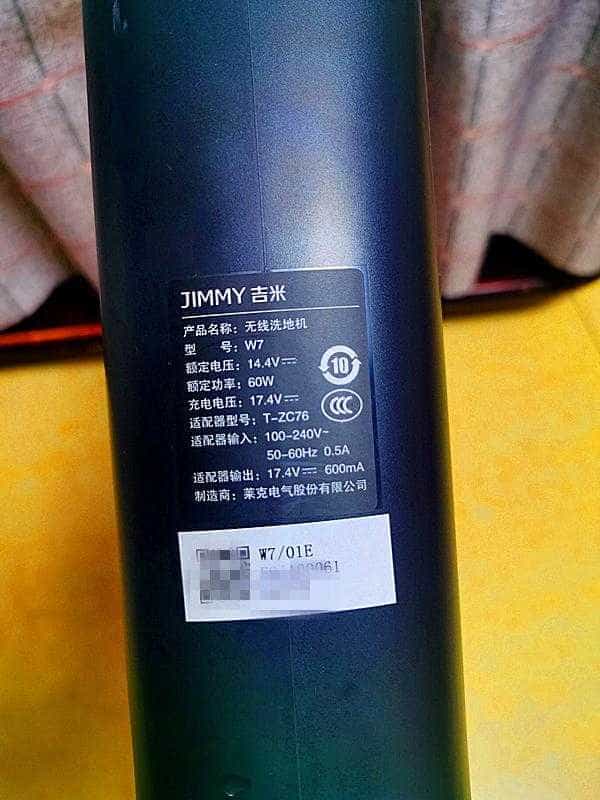 JIMMY 吉米
产品名称: 无线洗地机
型 号: W7
额定电压: 14.4V⎓
额定功率: 60W
充电电压: 17.4V⎓
适配器型号: T-ZC76
适配器输入: 100-240V~
50-60Hz 0.5A
适配器输出: 17.4V⎓ 600mA
制造商: 莱克电气股份有限公司
10
CCC
W7/01E